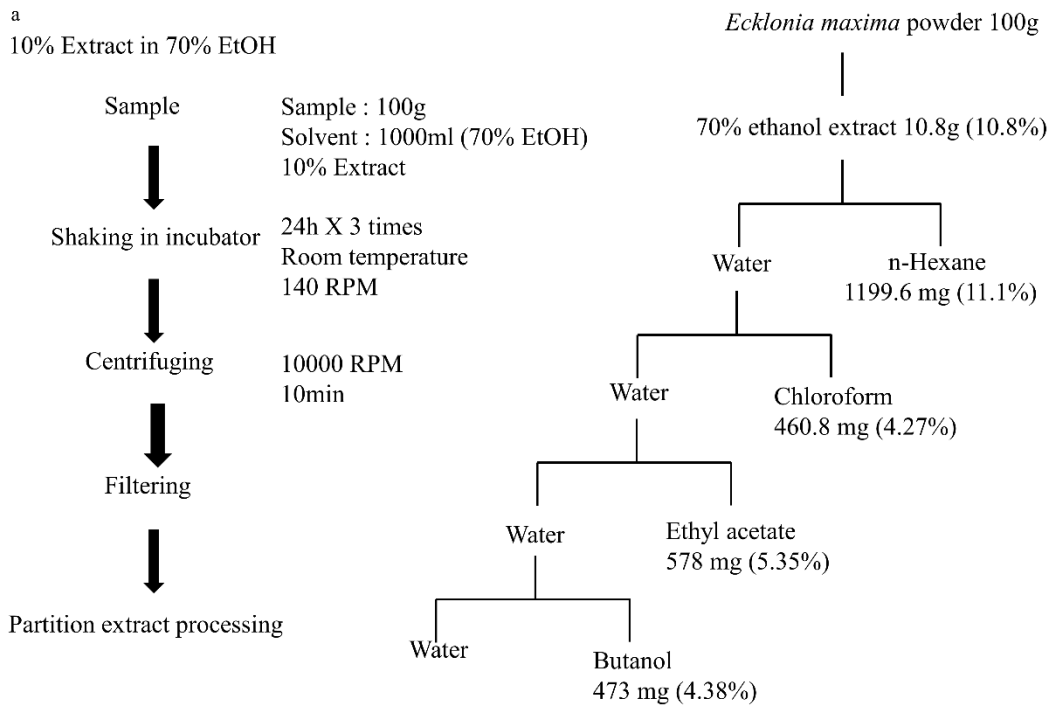 a
10% Extract in 70% EtOH
Sample
Sample : 100g
Solvent : 1000ml (70% EtOH)
10% Extract
Shaking in incubator
24h X 3 times
Room temperature
140 RPM
Centrifuging
10000 RPM
10min
Filtering
Partition extract processing
Ecklonia maxima powder 100g
70% ethanol extract 10.8g (10.8%)
Water
n-Hexane
1199.6 mg (11.1%)
Water
Chloroform
460.8 mg (4.27%)
Water
Ethyl acetate
578 mg (5.35%)
Water
Butanol
473 mg (4.38%)